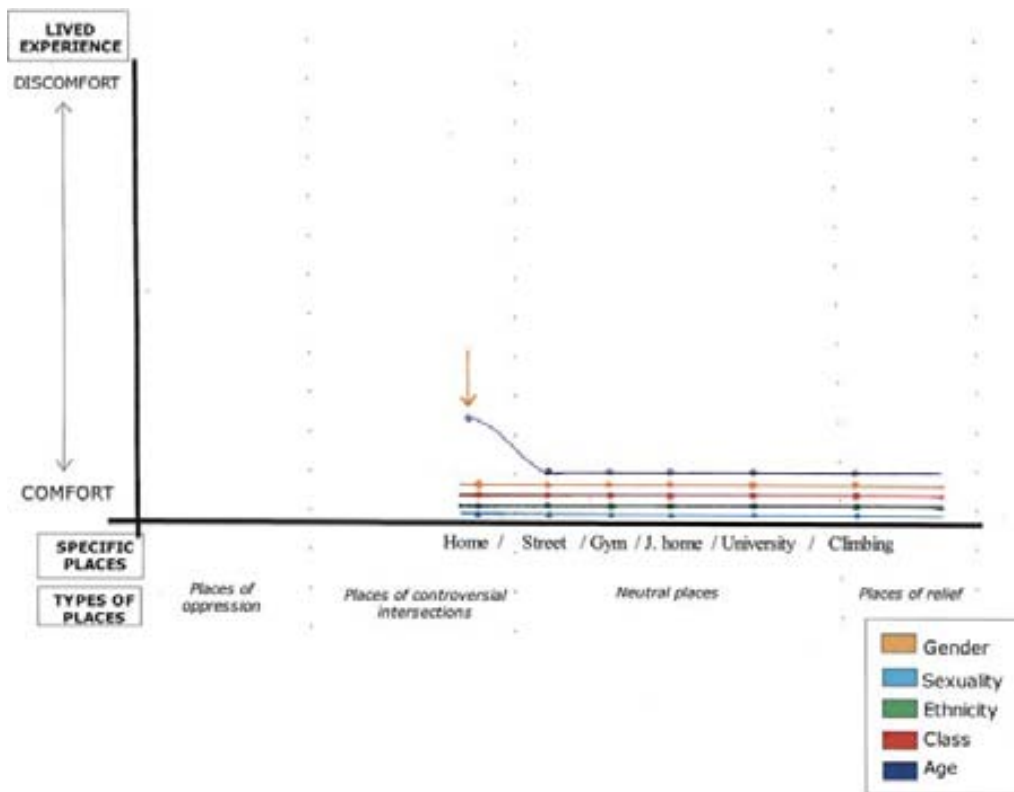 LIVED
EXPERIENCE
DISCOMFORT
COMFORT
SPECIFIC
PLACES
Home / Street / Gym / J. home / University / Climbing
TYPES OF
PLACES
Places of
oppression
Places of controversial
intersections
Neutral places
Places of relief
Gender
Sexuality
Ethnicity
Class
Age